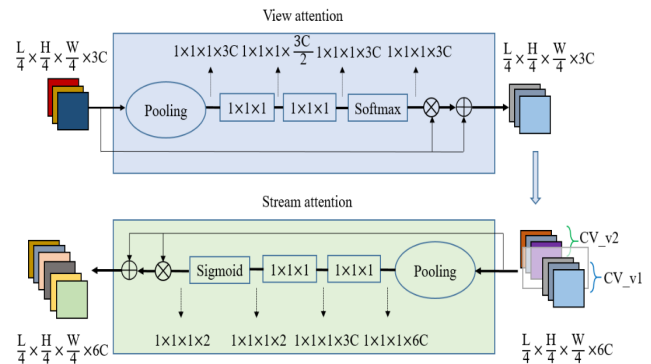 View attention
L/4×H/4×W/4×3C
1×1×1×3C 1×1×1×3C/2 1×1×1×3C 1×1×1×3C
L/4×H/4×W/4×3C
Pooling
1×1×1
1×1×1
Softmax
Stream attention
CV_v2
CV_v1
Sigmoid
1×1×1
1×1×1
Pooling
L/4×H/4×W/4×6C
1×1×1×2 1×1×1×2 1×1×1×3C 1×1×1×6C
L/4×H/4×W/4×6C